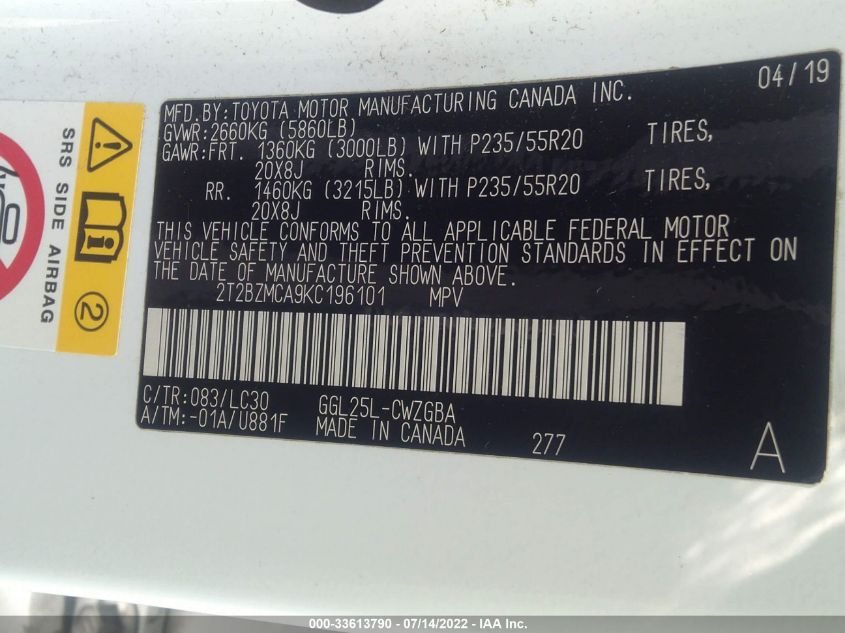 04/19
MFD.BY:TOYOTA MOTOR MANUFACTURING CANADA INC.
GVWR:2660KG (5860LB)
GAWR:FRT. 1360KG (3000LB) WITH P235/55R20 TIRES,
20X8J RIMS.
RR. 1460KG (3215LB) WITH P235/55R20 TIRES,
20X8J RIMS.
THIS VEHICLE CONFORMS TO ALL APPLICABLE FEDERAL MOTOR
VEHICLE SAFETY AND THEFT PREVENTION STANDARDS IN EFFECT ON
THE DATE OF MANUFACTURE SHOWN ABOVE.
2T2BZMCA9KC196101 MPV
C/TR:083/LC30 GGL25L-CWZGBA
A/TM:-01A/U881F MADE IN CANADA 277
A
SRS SIDE AIRBAG
2
000-33613790 - 07/14/2022 - IAA Inc.